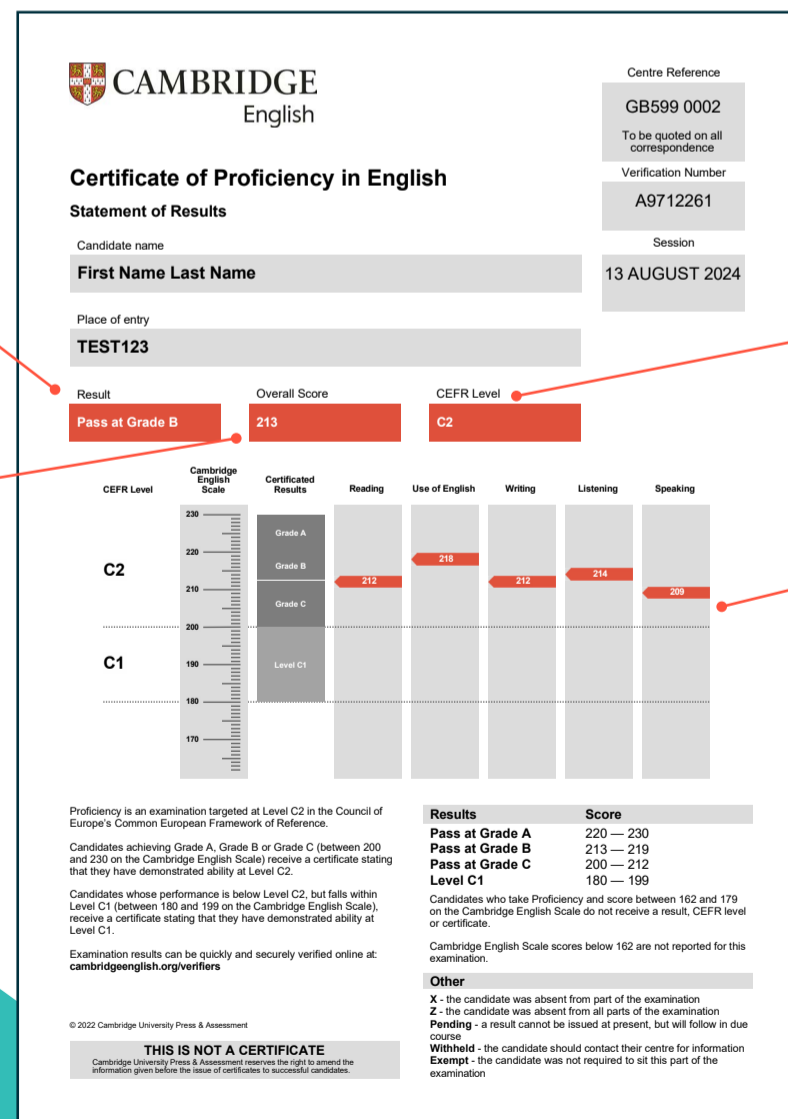 CAMBRIDGE
English
Centre Reference
GB599 0002
To be quoted on all
correspondence
Verification Number
A9712261
Session
13 AUGUST 2024
Certificate of Proficiency in English
Statement of Results
Candidate name
First Name Last Name
Place of entry
TEST123
Result
Overall Score
CEFR Level
Pass at Grade B
213
C2
CEFR Level
Cambridge
English
Scale
Certificated
Results
Reading
Use of English
Writing
Listening
Speaking
230
220
210
200
190
180
170
C2
C1
Grade A
Grade B
Grade C
Level C1
212
218
212
214
209
Proficiency is an examination targeted at Level C2 in the Council of
Europe's Common European Framework of Reference.
Candidates achieving Grade A, Grade B or Grade C (between 200
and 230 on the Cambridge English Scale) receive a certificate stating
that they have demonstrated ability at Level C2.
Candidates whose performance is below Level C2, but falls within
Level C1 (between 180 and 199 on the Cambridge English Scale),
receive a certificate stating that they have demonstrated ability at
Level C1.
Examination results can be quickly and securely verified online at:
cambridgeenglish.org/verifiers
© 2022 Cambridge University Press & Assessment
THIS IS NOT A CERTIFICATE
Cambridge University Press & Assessment reserves the right to amend the
information given before the issue of certificates to successful candidates.
Results Score
Pass at Grade A 220 — 230
Pass at Grade B 213 — 219
Pass at Grade C 200 — 212
Level C1 180 — 199
Candidates who take Proficiency and score between 162 and 179
on the Cambridge English Scale do not receive a result, CEFR level
or certificate.
Cambridge English Scale scores below 162 are not reported for this
examination.
Other
X - the candidate was absent from part of the examination
Z - the candidate was absent from all parts of the examination
Pending - a result cannot be issued at present, but will follow in due
course
Withheld - the candidate should contact their centre for information
Exempt - the candidate was not required to sit this part of the
examination